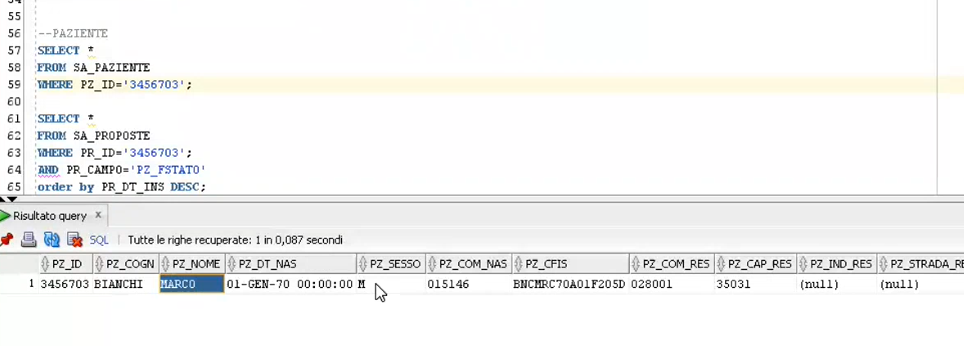 55
56 --PAZIENTE
57 SELECT *
58 FROM SA_PAZIENTE
59 WHERE PZ_ID='3456703';
60
61 SELECT *
62 FROM SA_PROPOSTE
63 WHERE PR_ID='3456703';
64 AND PR_CAMPO='PZ_FSTATO'
65 order by PR_DT_INS DESC;
Risultato query x
SQL | Tutte le righe recuperate: 1 in 0,087 secondi
PZ_ID PZ_COGN PZ_NOME PZ_DT_NAS PZ_SESSO PZ_COM_NAS PZ_CFIS PZ_COM_RES PZ_CAP_RES PZ_IND_RES PZ_STRADA_RE
1 3456703 BIANCHI MARCO 01-GEN-70 00:00:00 M 015146 BNCMRC70A01F205D 028001 35031 (null) (null)